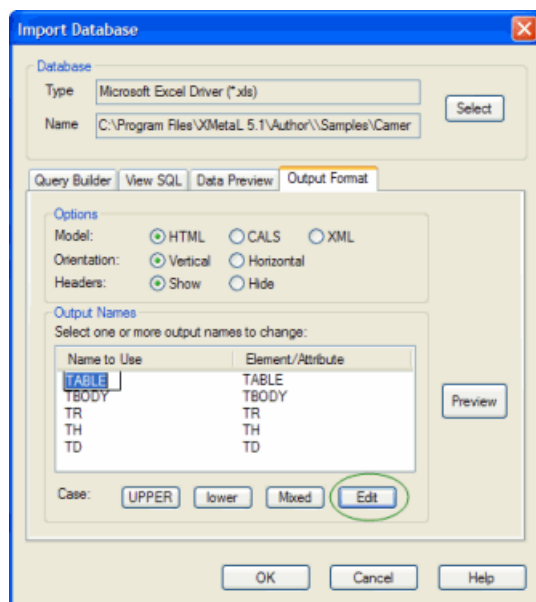 Import Database
Database
Type Microsoft Excel Driver (*.xls)
Select
Name C:\Program Files\XMetaL 5.1\Author\\Samples\Camer
Query Builder View SQL Data Preview Output Format
Options
Model: HTML CALS XML
Orientation: Vertical Horizontal
Headers: Show Hide
Output Names
Select one or more output names to change:
Name to Use Element/Attribute
TABLE TABLE
TBODY TBODY
TR TR
TH TH
TD TD
Preview
Case: UPPER lower Mixed Edit
OK Cancel Help